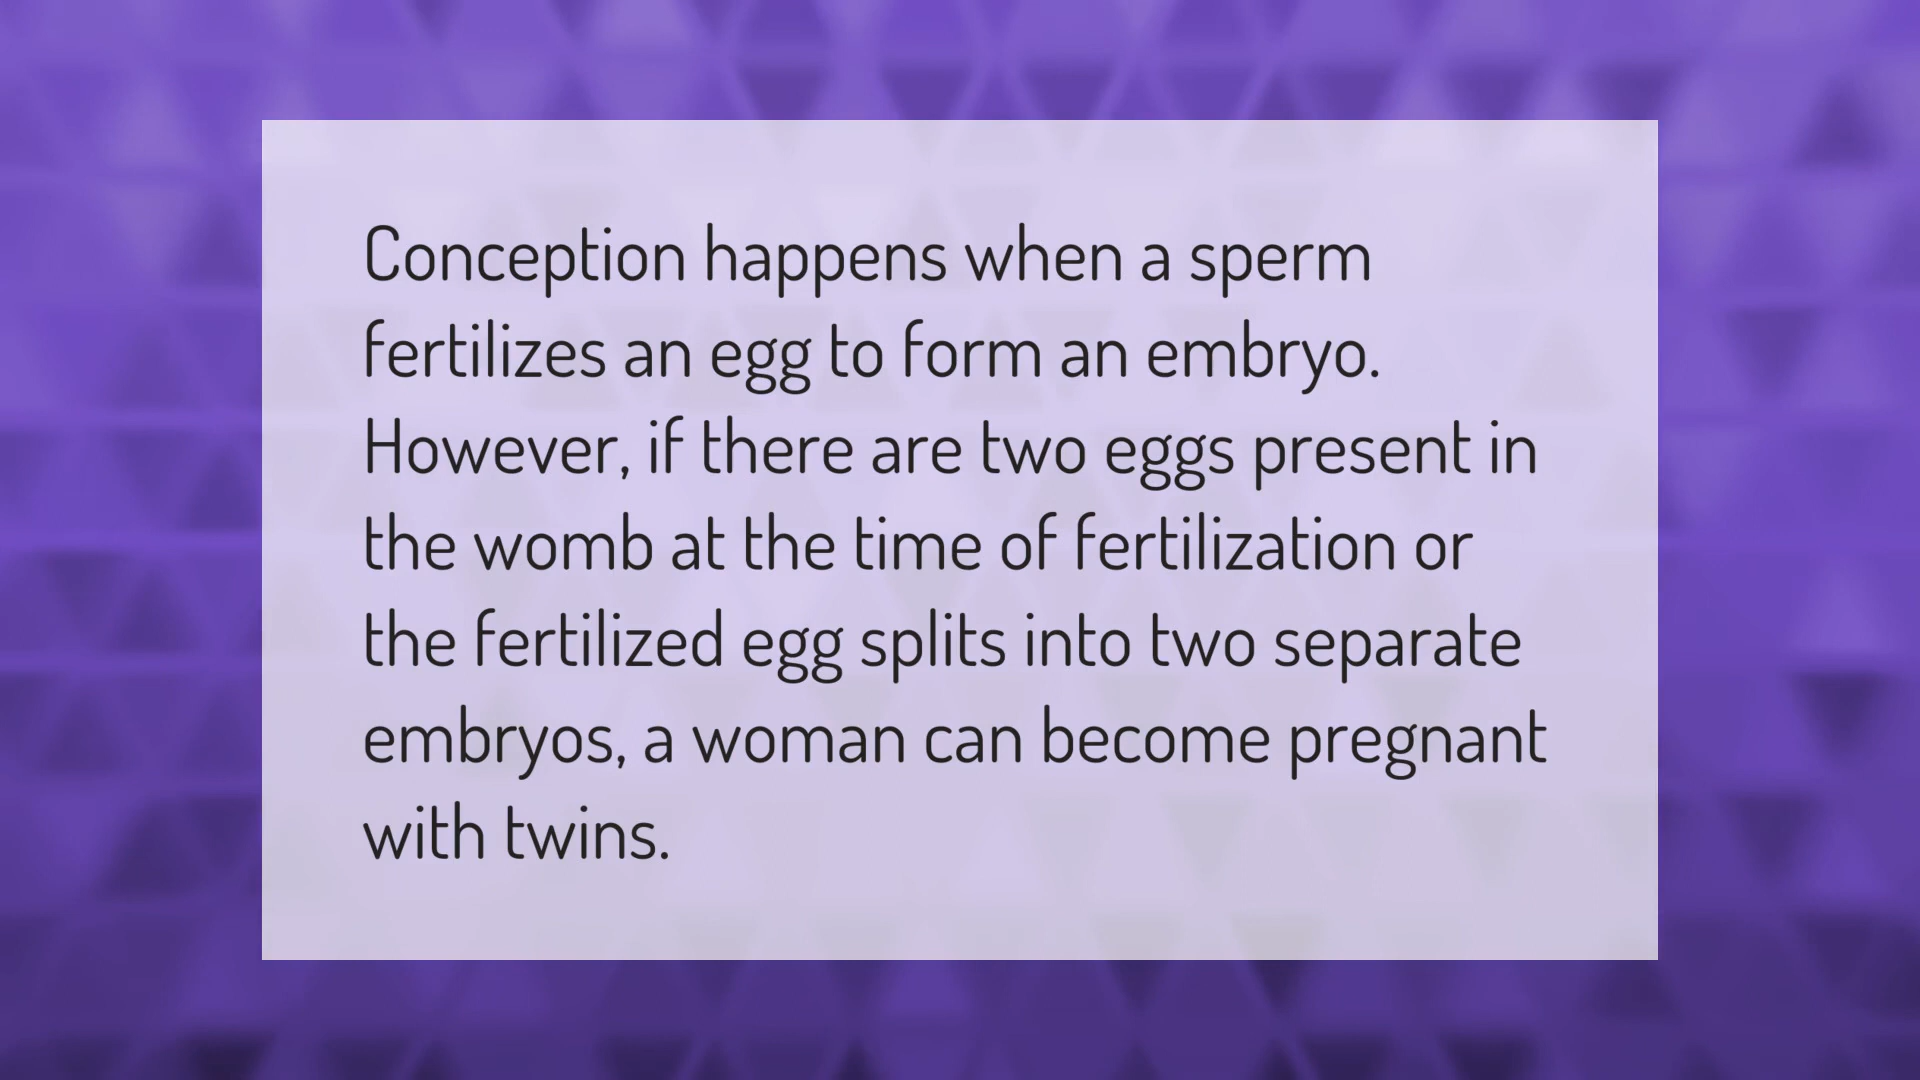 Conception happens when a sperm
fertilizes an egg to form an embryo.
However, if there are two eggs present in
the womb at the time of fertilization or
the fertilized egg splits into two separate
embryos, a woman can become pregnant
with twins.